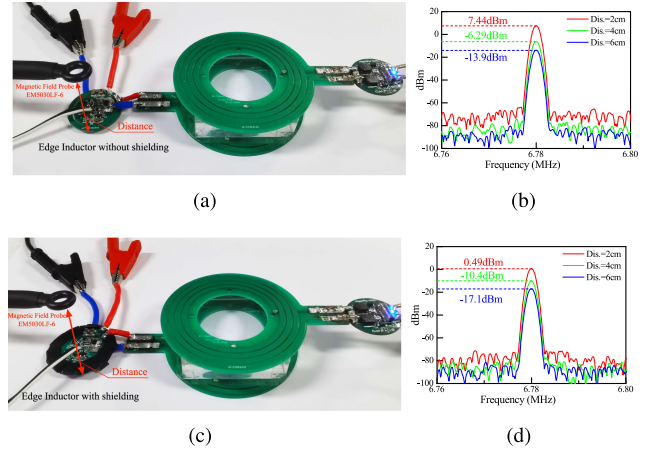 Magnetic Field Probe
EM5030LF-6
Distance
Edge Inductor without shielding
(a)
20
0
-20
-40
-60
-80
-100
dBm
7.44dBm
-6.29dBm
-13.9dBm
Dis.=2cm
Dis.=4cm
Dis.=6cm
6.76
6.78
6.80
Frequency (MHz)
(b)
Magnetic Field Probe
EM5030LF-6
Distance
Edge Inductor with shielding
(c)
20
0
-20
-40
-60
-80
-100
dBm
0.49dBm
-10.4dBm
-17.1dBm
Dis.=2cm
Dis.=4cm
Dis.=6cm
6.76
6.78
6.80
Frequency (MHz)
(d)